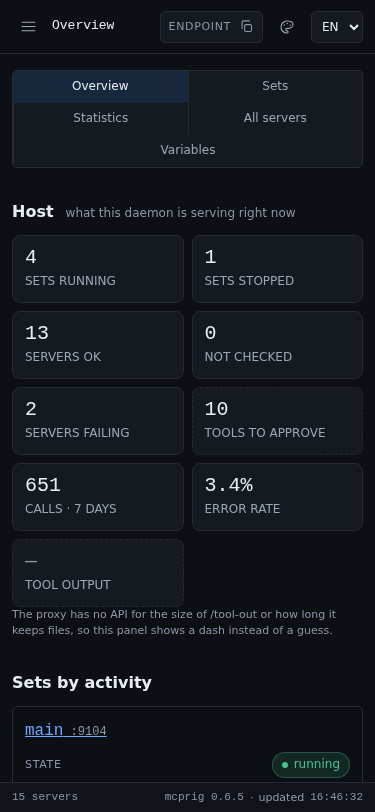 Overview
ENDPOINT
EN
Overview
Sets
Statistics
All servers
Variables
Host what this daemon is serving right now
4
SETS RUNNING
1
SETS STOPPED
13
SERVERS OK
0
NOT CHECKED
2
SERVERS FAILING
10
TOOLS TO APPROVE
651
CALLS · 7 DAYS
3.4%
ERROR RATE
—
TOOL OUTPUT
The proxy has no API for the size of /tool-out or how long it
keeps files, so this panel shows a dash instead of a guess.
Sets by activity
main :9104
STATE
running
15 servers
mcprig 0.6.5 · updated 16:46:32